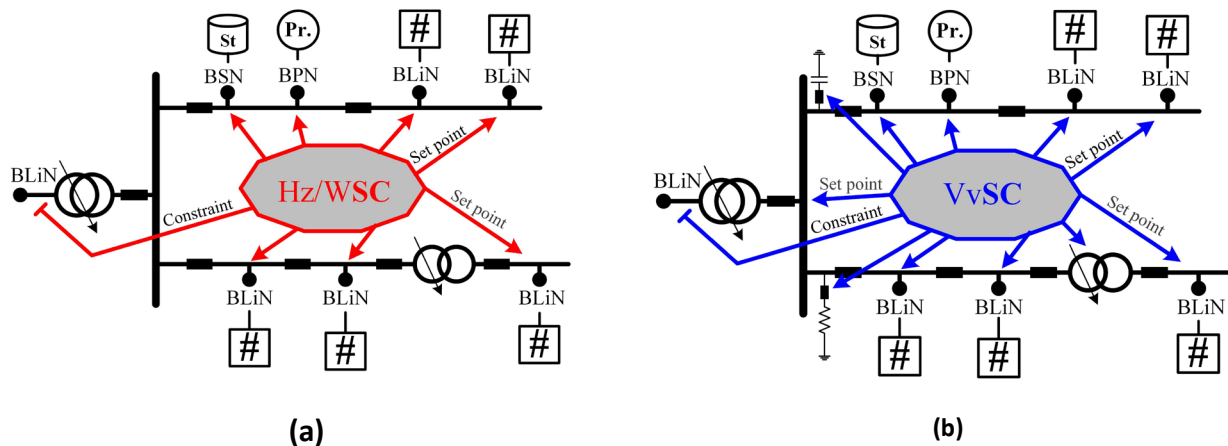 St
Pr.
#
#
BSN
BPN
BLiN
BLiN
Set point
BLiN
Hz/WSC
Constraint
Set point
BLiN
BLiN
BLiN
#
#
#
(a)
St
Pr.
#
#
BSN
BPN
BLiN
BLiN
Set point
BLiN
Set point
VvSC
Constraint
Set point
BLiN
BLiN
BLiN
#
#
#
(b)